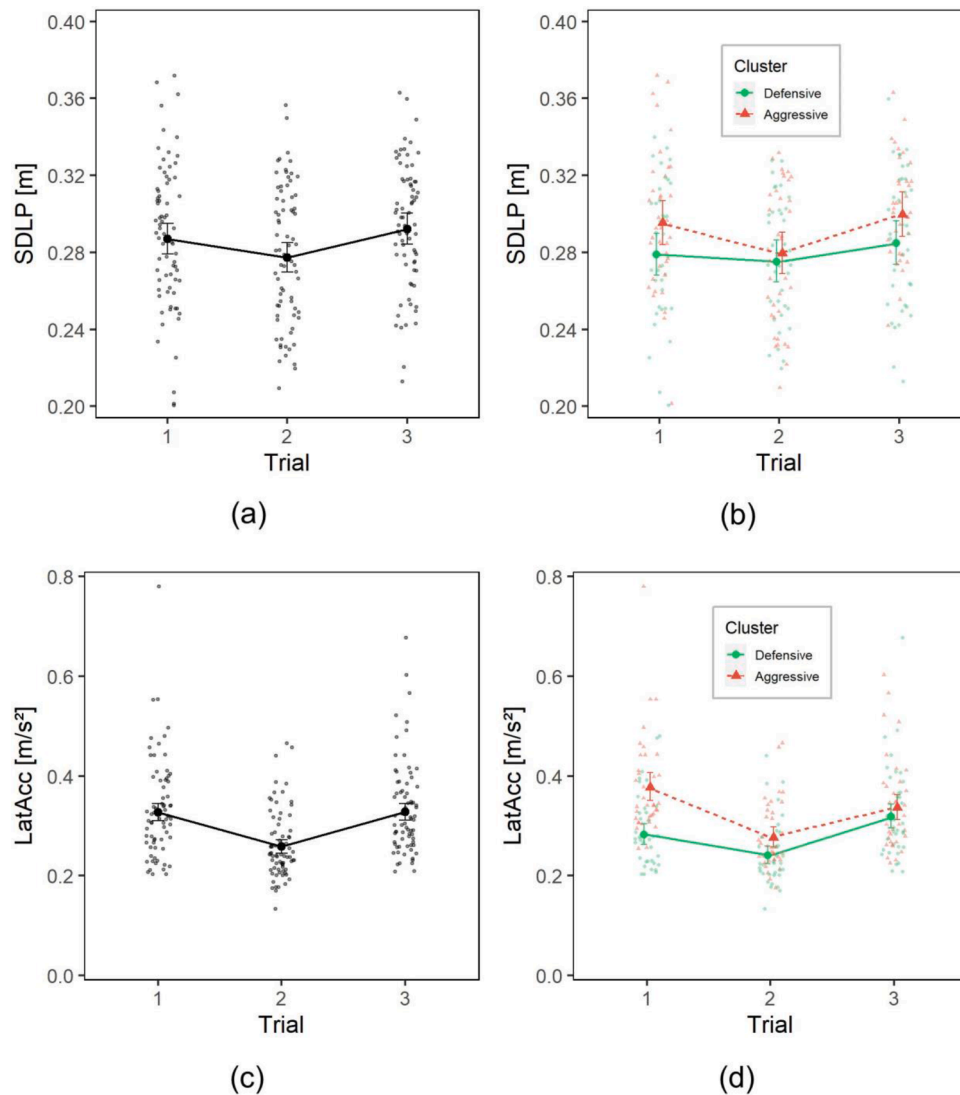 0.40
0.36
0.32
0.28
0.24
0.20
SDLP [m]
1 2 3
Trial
(a)
0.40
0.36
0.32
0.28
0.24
0.20
SDLP [m]
Cluster
Defensive
Aggressive
1 2 3
Trial
(b)
0.8
0.6
0.4
0.2
0.0
LatAcc [m/s²]
1 2 3
Trial
(c)
0.8
0.6
0.4
0.2
0.0
LatAcc [m/s²]
Cluster
Defensive
Aggressive
1 2 3
Trial
(d)